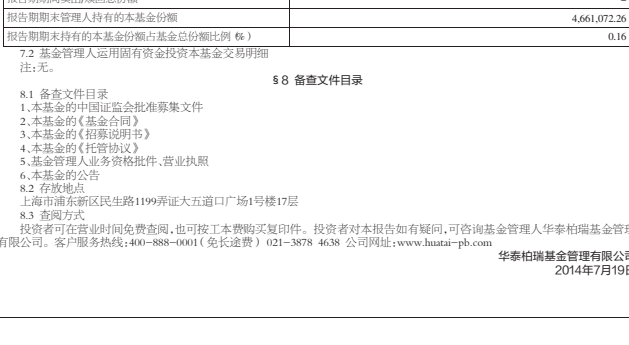 报告期期末管理人持有的本基金份额 4,661,072.26
报告期期末持有的本基金份额占基金总份额比例(%) 0.16
7.2 基金管理人运用固有资金投资本基金交易明细
注:无。
§8 备查文件目录
8.1 备查文件目录
1、本基金的中国证监会批准募集文件
2、本基金的《基金合同》
3、本基金的《招募说明书》
4、本基金的《托管协议》
5、基金管理人业务资格批件、营业执照
6、本基金的公告
8.2 存放地点
上海市浦东新区民生路1199弄证大五道口广场1号楼17层
8.3 查阅方式
投资者可在营业时间免费查阅,也可按工本费购买复印件。投资者对本报告如有疑问,可咨询基金管理人华泰柏瑞基金管理
有限公司。客户服务热线:400-888-0001(免长途费) 021-3878 4638 公司网址:www.huatai-pb.com
华泰柏瑞基金管理有限公司
2014年7月19日